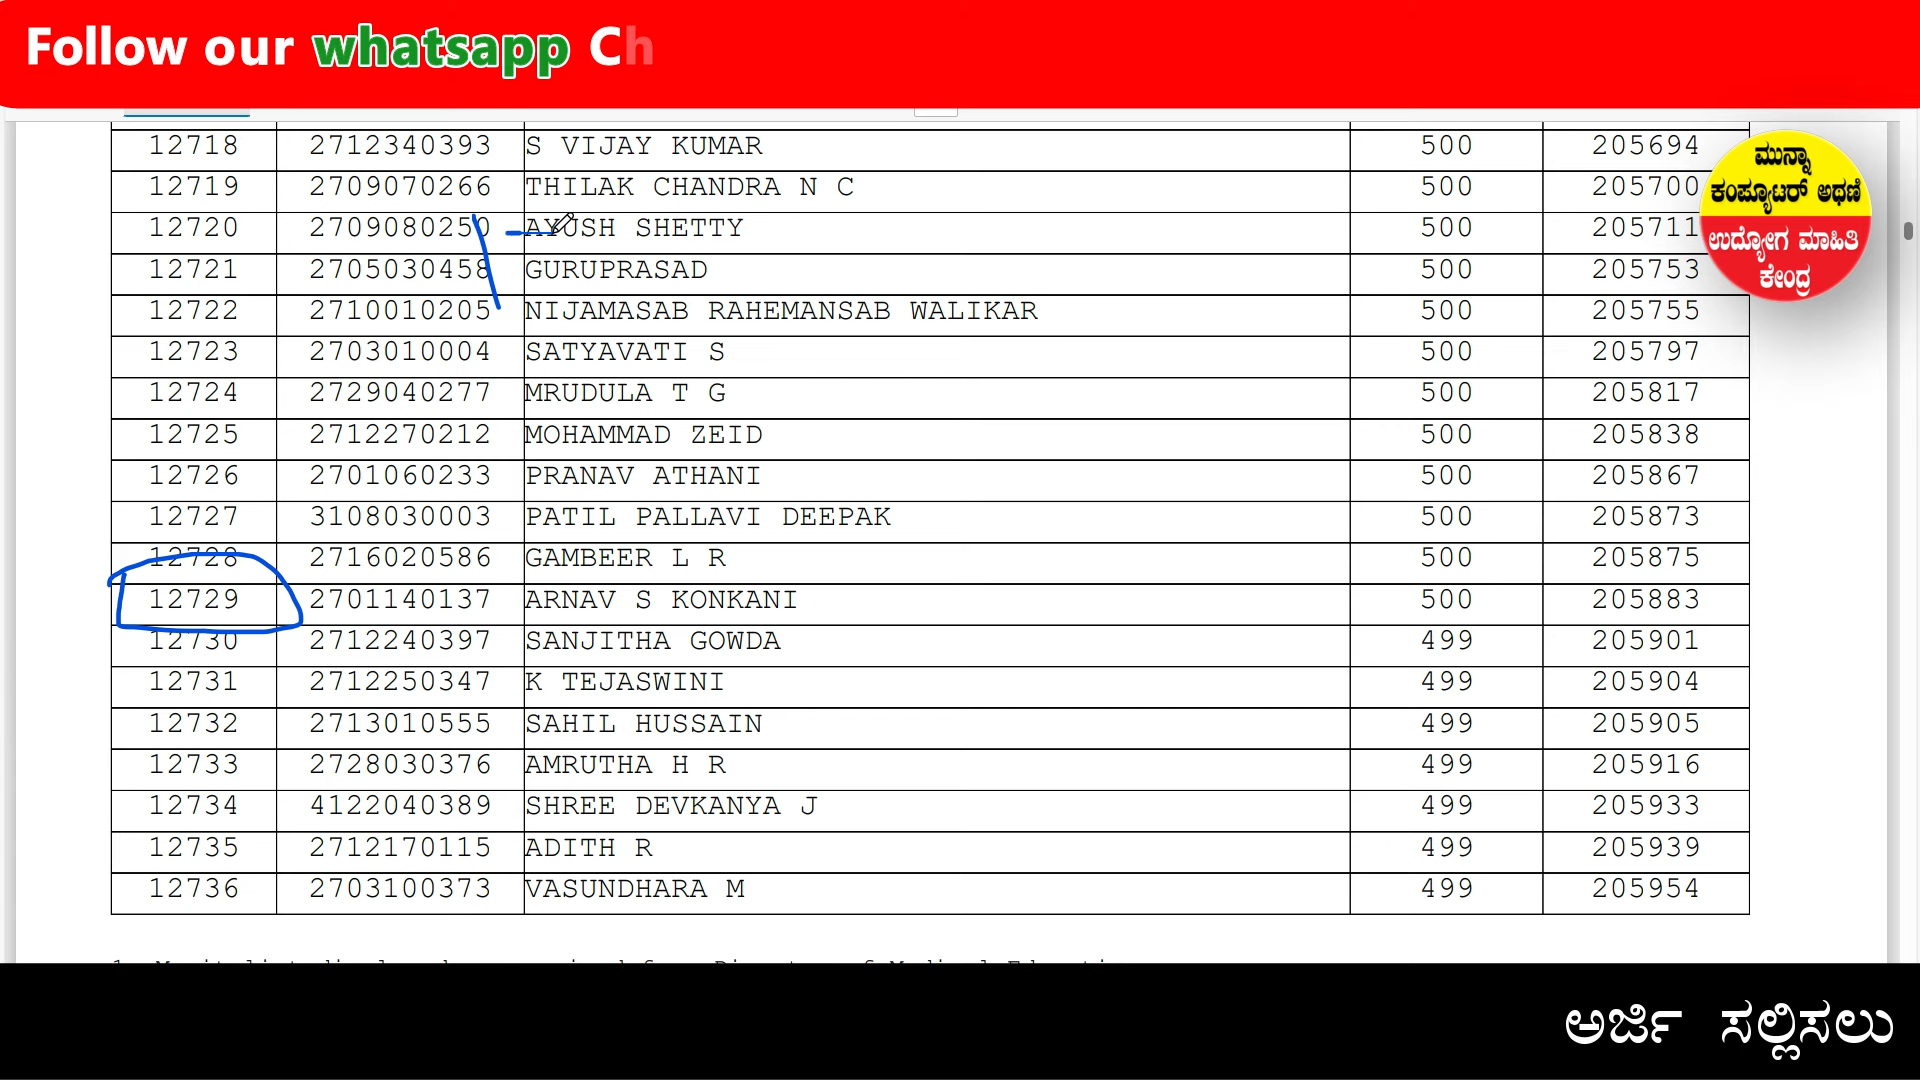 Follow our whatsapp Ch
ಮುನ್ನಾ
ಕಂಪ್ಯೂಟರ್ ಅಥಣಿ
ಉದ್ಯೋಗ ಮಾಹಿತಿ
ಕೇಂದ್ರ
12718 2712340393 S VIJAY KUMAR 500 205694
12719 2709070266 THILAK CHANDRA N C 500 205700
12720 2709080250 AYUSH SHETTY 500 205711
12721 2705030458 GURUPRASAD 500 205753
12722 2710010205 NIJAMASAB RAHEMANSAB WALIKAR 500 205755
12723 2703010004 SATYAVATI S 500 205797
12724 2729040277 MRUDULA T G 500 205817
12725 2712270212 MOHAMMAD ZEID 500 205838
12726 2701060233 PRANAV ATHANI 500 205867
12727 3108030003 PATIL PALLAVI DEEPAK 500 205873
12728 2716020586 GAMBEER L R 500 205875
12729 2701140137 ARNAV S KONKANI 500 205883
12730 2712240397 SANJITHA GOWDA 499 205901
12731 2712250347 K TEJASWINI 499 205904
12732 2713010555 SAHIL HUSSAIN 499 205905
12733 2728030376 AMRUTHA H R 499 205916
12734 4122040389 SHREE DEVKANYA J 499 205933
12735 2712170115 ADITH R 499 205939
12736 2703100373 VASUNDHARA M 499 205954
ಅರ್ಜಿ ಸಲ್ಲಿಸಲು